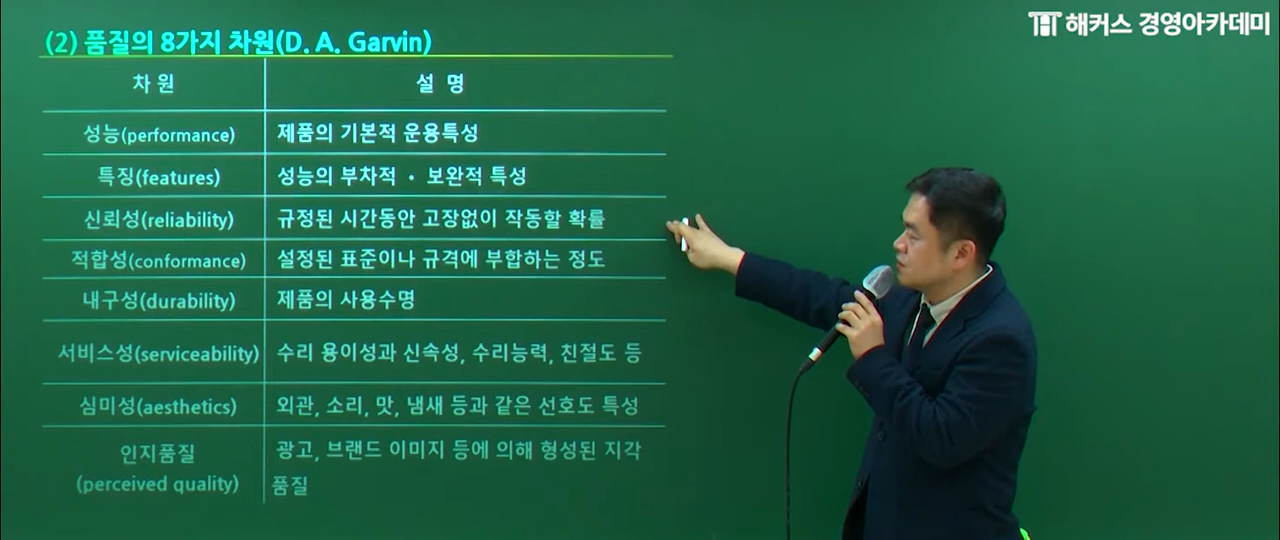 해커스 경영아카데미
(2) 품질의 8가지 차원(D. A. Garvin)
차 원 설 명
성능(performance) 제품의 기본적 운용특성
특징(features) 성능의 부차적 • 보완적 특성
신뢰성(reliability) 규정된 시간동안 고장없이 작동할 확률
적합성(conformance) 설정된 표준이나 규격에 부합하는 정도
내구성(durability) 제품의 사용수명
서비스성(serviceability) 수리 용이성과 신속성, 수리능력, 친절도 등
심미성(aesthetics) 외관, 소리, 맛, 냄새 등과 같은 선호도 특성
인지품질 광고, 브랜드 이미지 등에 의해 형성된 지각
(perceived quality) 품질